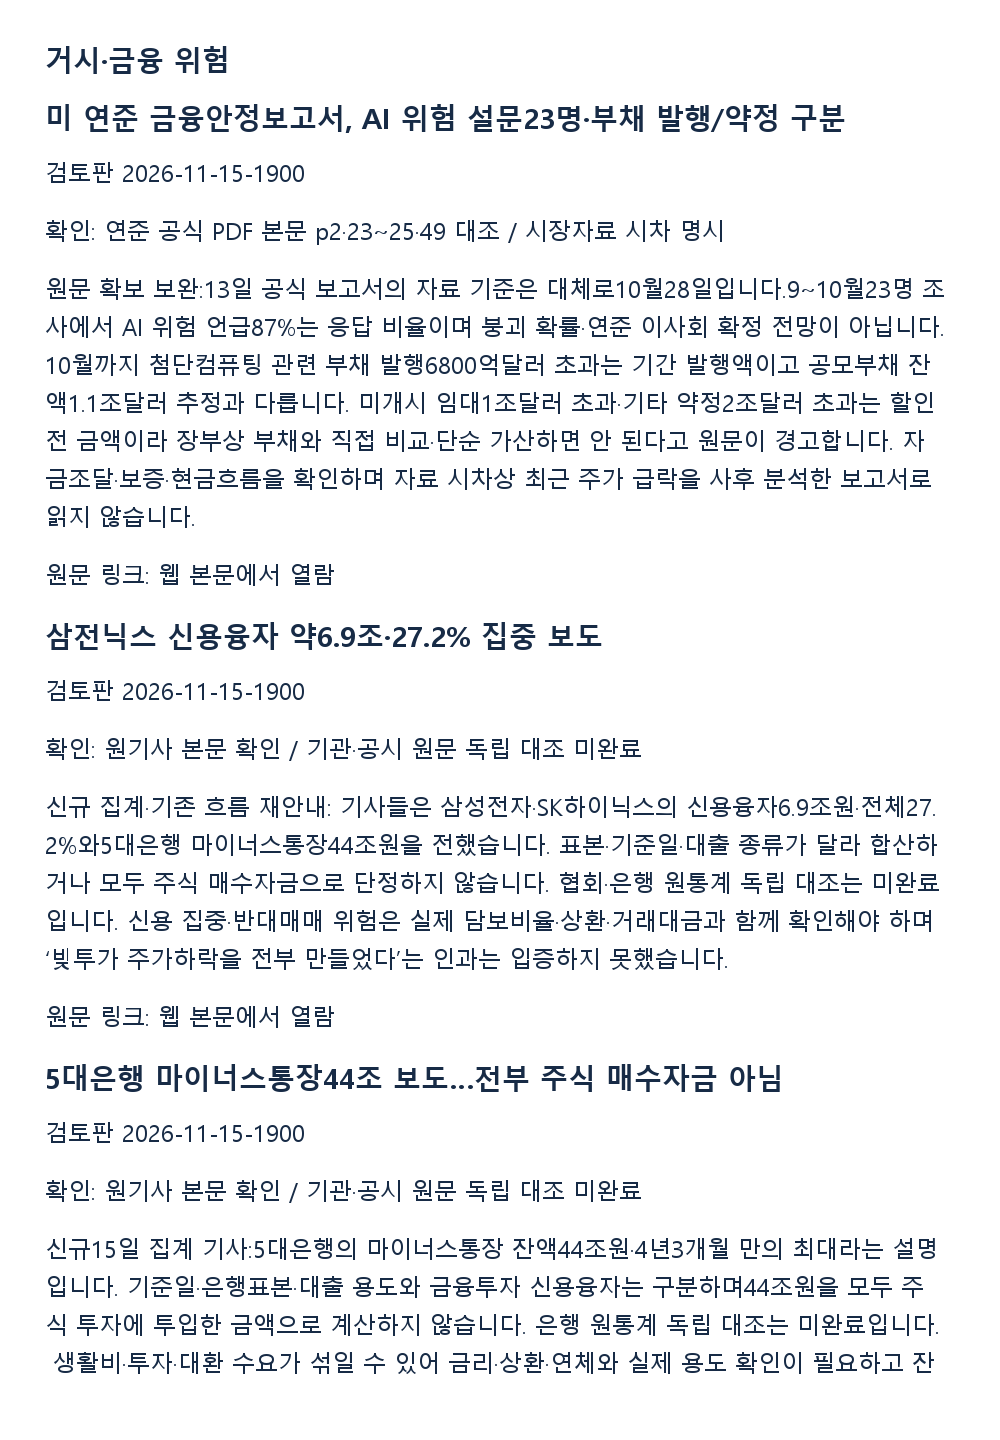 거시·금융 위험
미 연준 금융안정보고서, AI 위험 설문23명·부채 발행/약정 구분
검토판 2026-11-15-1900
확인: 연준 공식 PDF 본문 p2·23~25·49 대조 / 시장자료 시차 명시
원문 확보 보완:13일 공식 보고서의 자료 기준은 대체로10월28일입니다.9~10월23명 조
사에서 AI 위험 언급87%는 응답 비율이며 붕괴 확률·연준 이사회 확정 전망이 아닙니다.
10월까지 첨단컴퓨팅 관련 부채 발행6800억달러 초과는 기간 발행액이고 공모부채 잔
액1.1조달러 추정과 다릅니다. 미개시 임대1조달러 초과·기타 약정2조달러 초과는 할인
전 금액이라 장부상 부채와 직접 비교·단순 가산하면 안 된다고 원문이 경고합니다. 자
금조달·보증·현금흐름을 확인하며 자료 시차상 최근 주가 급락을 사후 분석한 보고서로
읽지 않습니다.
원문 링크: 웹 본문에서 열람
삼전닉스 신용융자 약6.9조·27.2% 집중 보도
검토판 2026-11-15-1900
확인: 원기사 본문 확인 / 기관·공시 원문 독립 대조 미완료
신규 집계·기존 흐름 재안내: 기사들은 삼성전자·SK하이닉스의 신용융자6.9조원·전체27.
2%와5대은행 마이너스통장44조원을 전했습니다. 표본·기준일·대출 종류가 달라 합산하
거나 모두 주식 매수자금으로 단정하지 않습니다. 협회·은행 원통계 독립 대조는 미완료
입니다. 신용 집중·반대매매 위험은 실제 담보비율·상환·거래대금과 함께 확인해야 하며
‘빚투가 주가하락을 전부 만들었다’는 인과는 입증하지 못했습니다.
원문 링크: 웹 본문에서 열람
5대은행 마이너스통장44조 보도…전부 주식 매수자금 아님
검토판 2026-11-15-1900
확인: 원기사 본문 확인 / 기관·공시 원문 독립 대조 미완료
신규15일 집계 기사:5대은행의 마이너스통장 잔액44조원·4년3개월 만의 최대라는 설명
입니다. 기준일·은행표본·대출 용도와 금융투자 신용융자는 구분하며44조원을 모두 주
식 투자에 투입한 금액으로 계산하지 않습니다. 은행 원통계 독립 대조는 미완료입니다.
생활비·투자·대환 수요가 섞일 수 있어 금리·상환·연체와 실제 용도 확인이 필요하고 잔